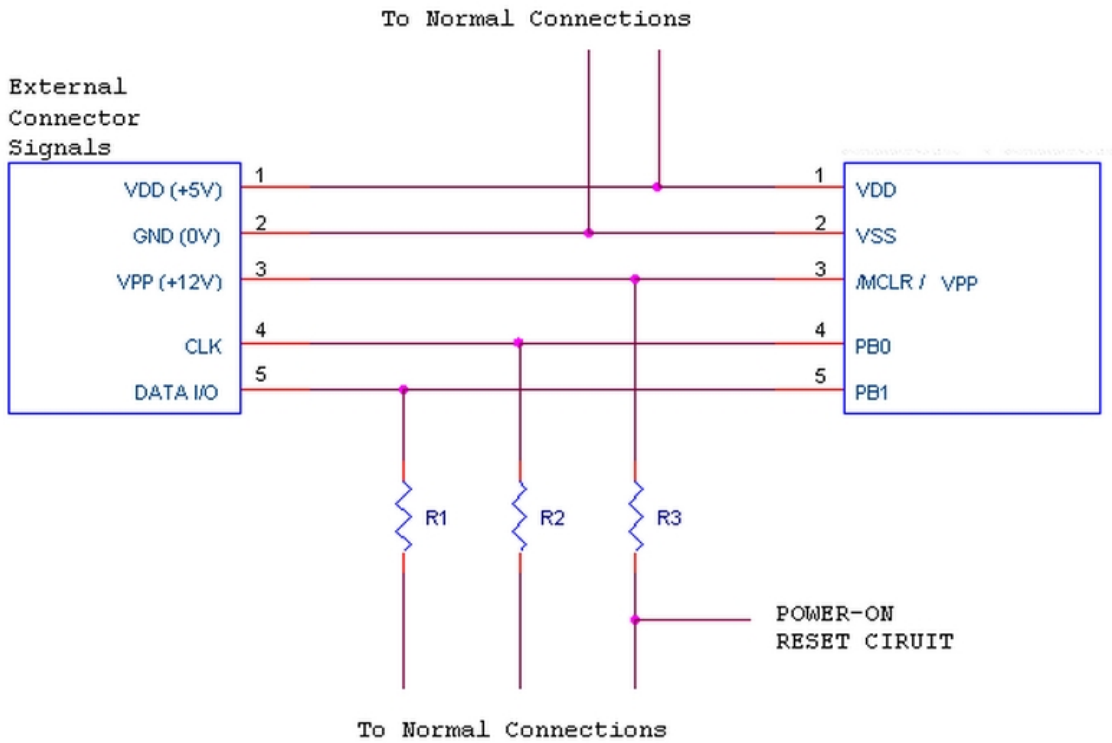 To Normal Connections
External
Connector
Signals
1
1
VDD (+5V)
VDD
2
2
GND (0V)
VSS
3
3
VPP (+12V)
/MCLR / VPP
4
4
CLK
PB0
5
5
DATA I/O
PB1
R1
R2
R3
POWER-ON
RESET CIRUIT
To Normal Connections